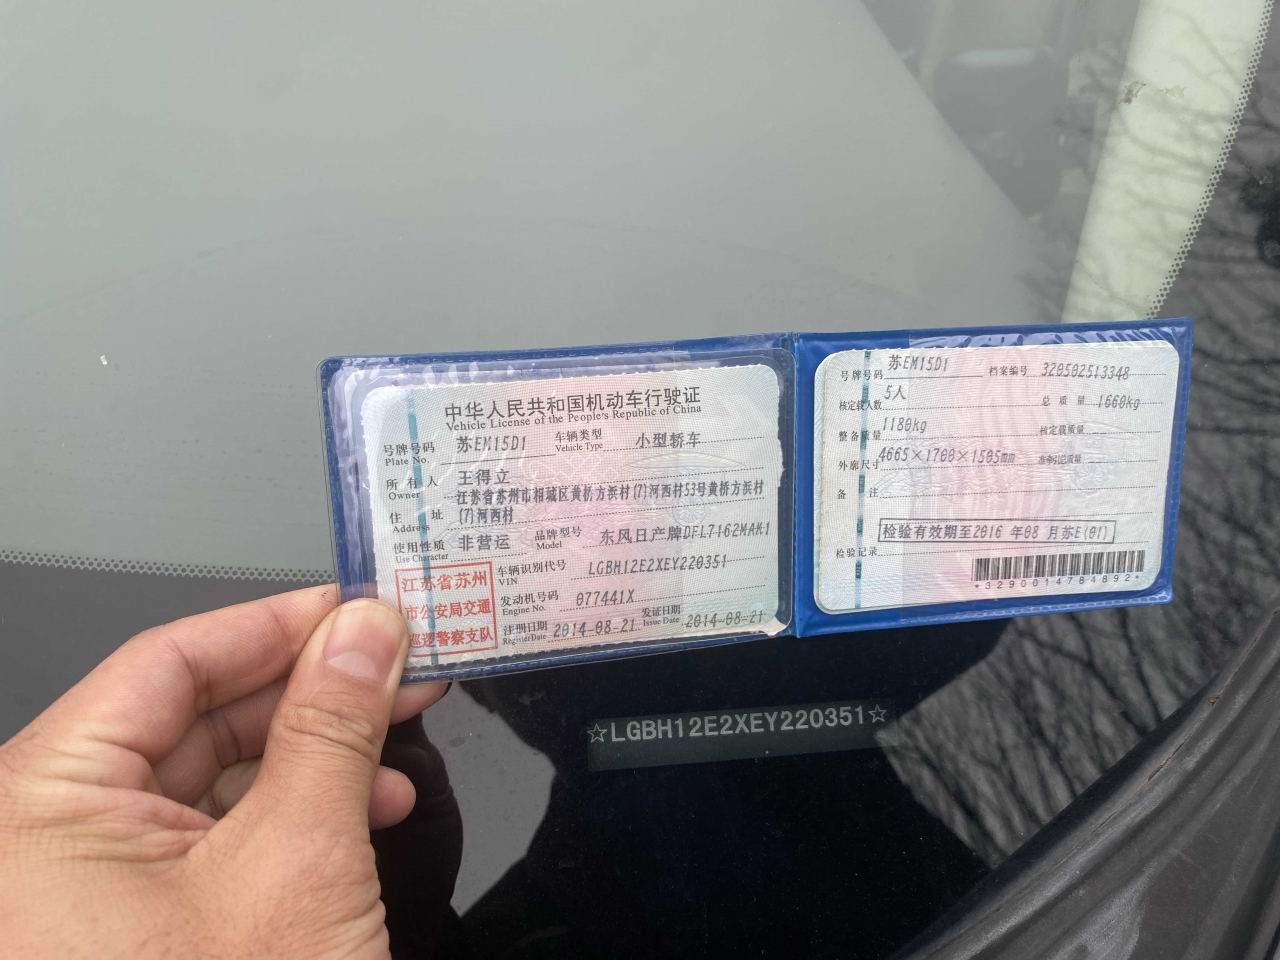 中华人民共和国机动车行驶证
Vehicle License of the People's Republic of China
号牌号码 苏EM15D1 车辆类型 小型轿车
Plate No. Vehicle Type
所有人 王得立
Owner
住址 江苏省苏州市相城区黄桥方浜村(7)河西村53号黄桥方浜村
Address (7)河西村
使用性质 非营运 品牌型号 东风日产牌DFL7162MAK1
Use Character Model
车辆识别代号 LGBH12E2XEY220351
VIN
发动机号码 077441X
Engine No.
注册日期 2014-08-21 发证日期 2014-08-21
Register Date Issue Date
江苏省苏州
市公安局交通
巡逻警察支队
号牌号码 苏EM15D1 档案编号 320502513348
核定载人数 5人 总质量 1660kg
整备质量 1180kg 核定载质量
外廓尺寸 4665×1700×1505mm 准牵引总质量
备注
检验有效期至2016 年08 月苏E(01)
检验记录
*3290014784892*
☆LGBH12E2XEY220351☆